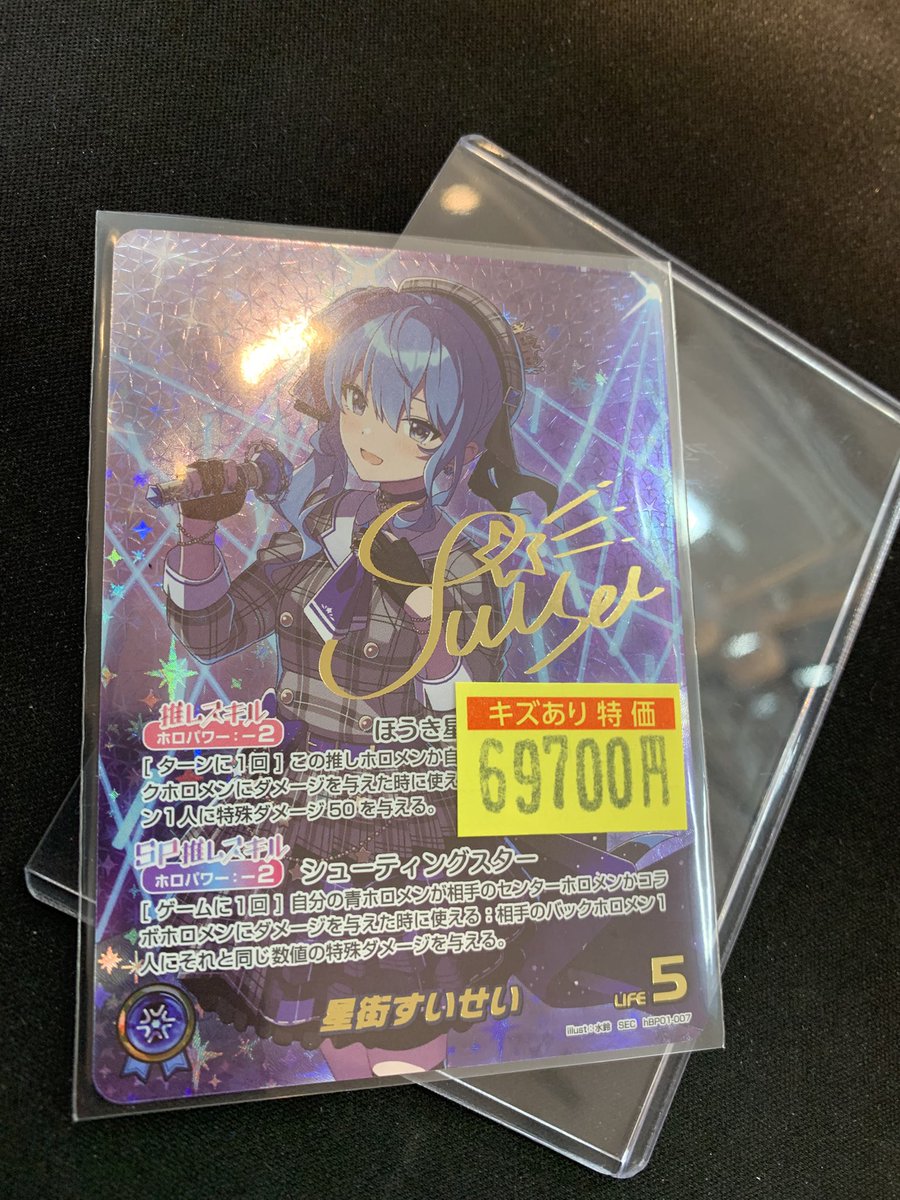 Suisei
キズあり特価
69700円
推しスキル
ホロパワー：-2
ほうき星
[ターンに1回]この推しホロメンが自
クホロメンにダメージを与えた時に使え
ン1人に特殊ダメージ50を与える。
SP推しスキル
ホロパワー：-2
シューティングスター
[ゲームに1回]自分の青ホロメンが相手のセンターホロメンかコラ
ボホロメンにダメージを与えた時に使える：相手のバックホロメン1
人にそれと同じ数値の特殊ダメージを与える。
星街すいせい
LIFE 5
illust：水鈴 SEC hBP01-007